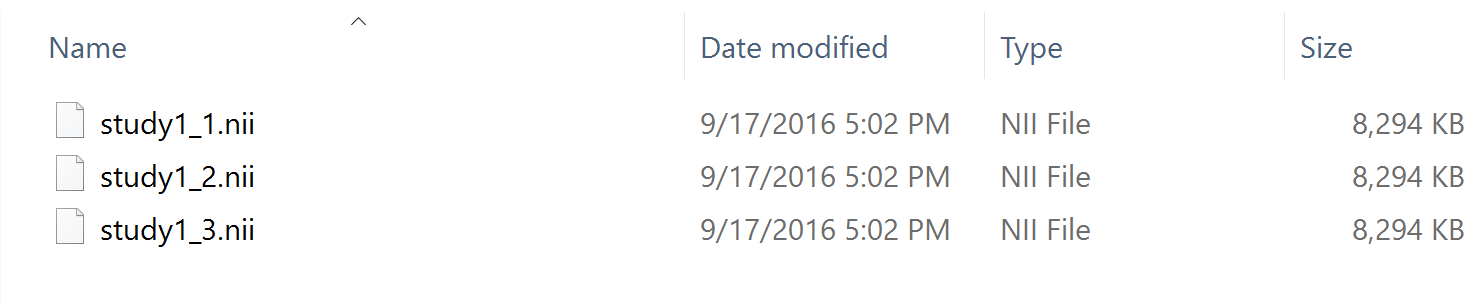 Name Date modified Type Size
study1_1.nii 9/17/2016 5:02 PM NII File 8,294 KB
study1_2.nii 9/17/2016 5:02 PM NII File 8,294 KB
study1_3.nii 9/17/2016 5:02 PM NII File 8,294 KB